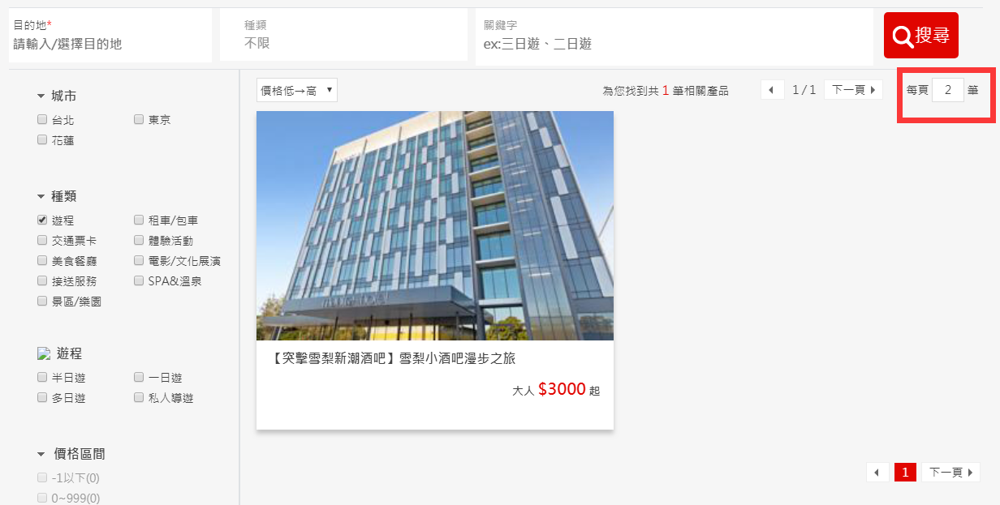 目的地*
請輸入/選擇目的地
種類
不限
關鍵字
ex:三日遊、二日遊
搜尋
價格低→高
為您找到共 1 筆相關產品
1 / 1
下一頁
每頁 2 筆
城市
台北
東京
花蓮
種類
遊程
租車/包車
交通票卡
體驗活動
美食餐廳
電影/文化展演
接送服務
SPA&溫泉
景區/樂園
遊程
半日遊
一日遊
多日遊
私人導遊
價格區間
-1以下(0)
0~999(0)
【突擊雪梨新潮酒吧】雪梨小酒吧漫步之旅
大人 $3000 起
1
下一頁